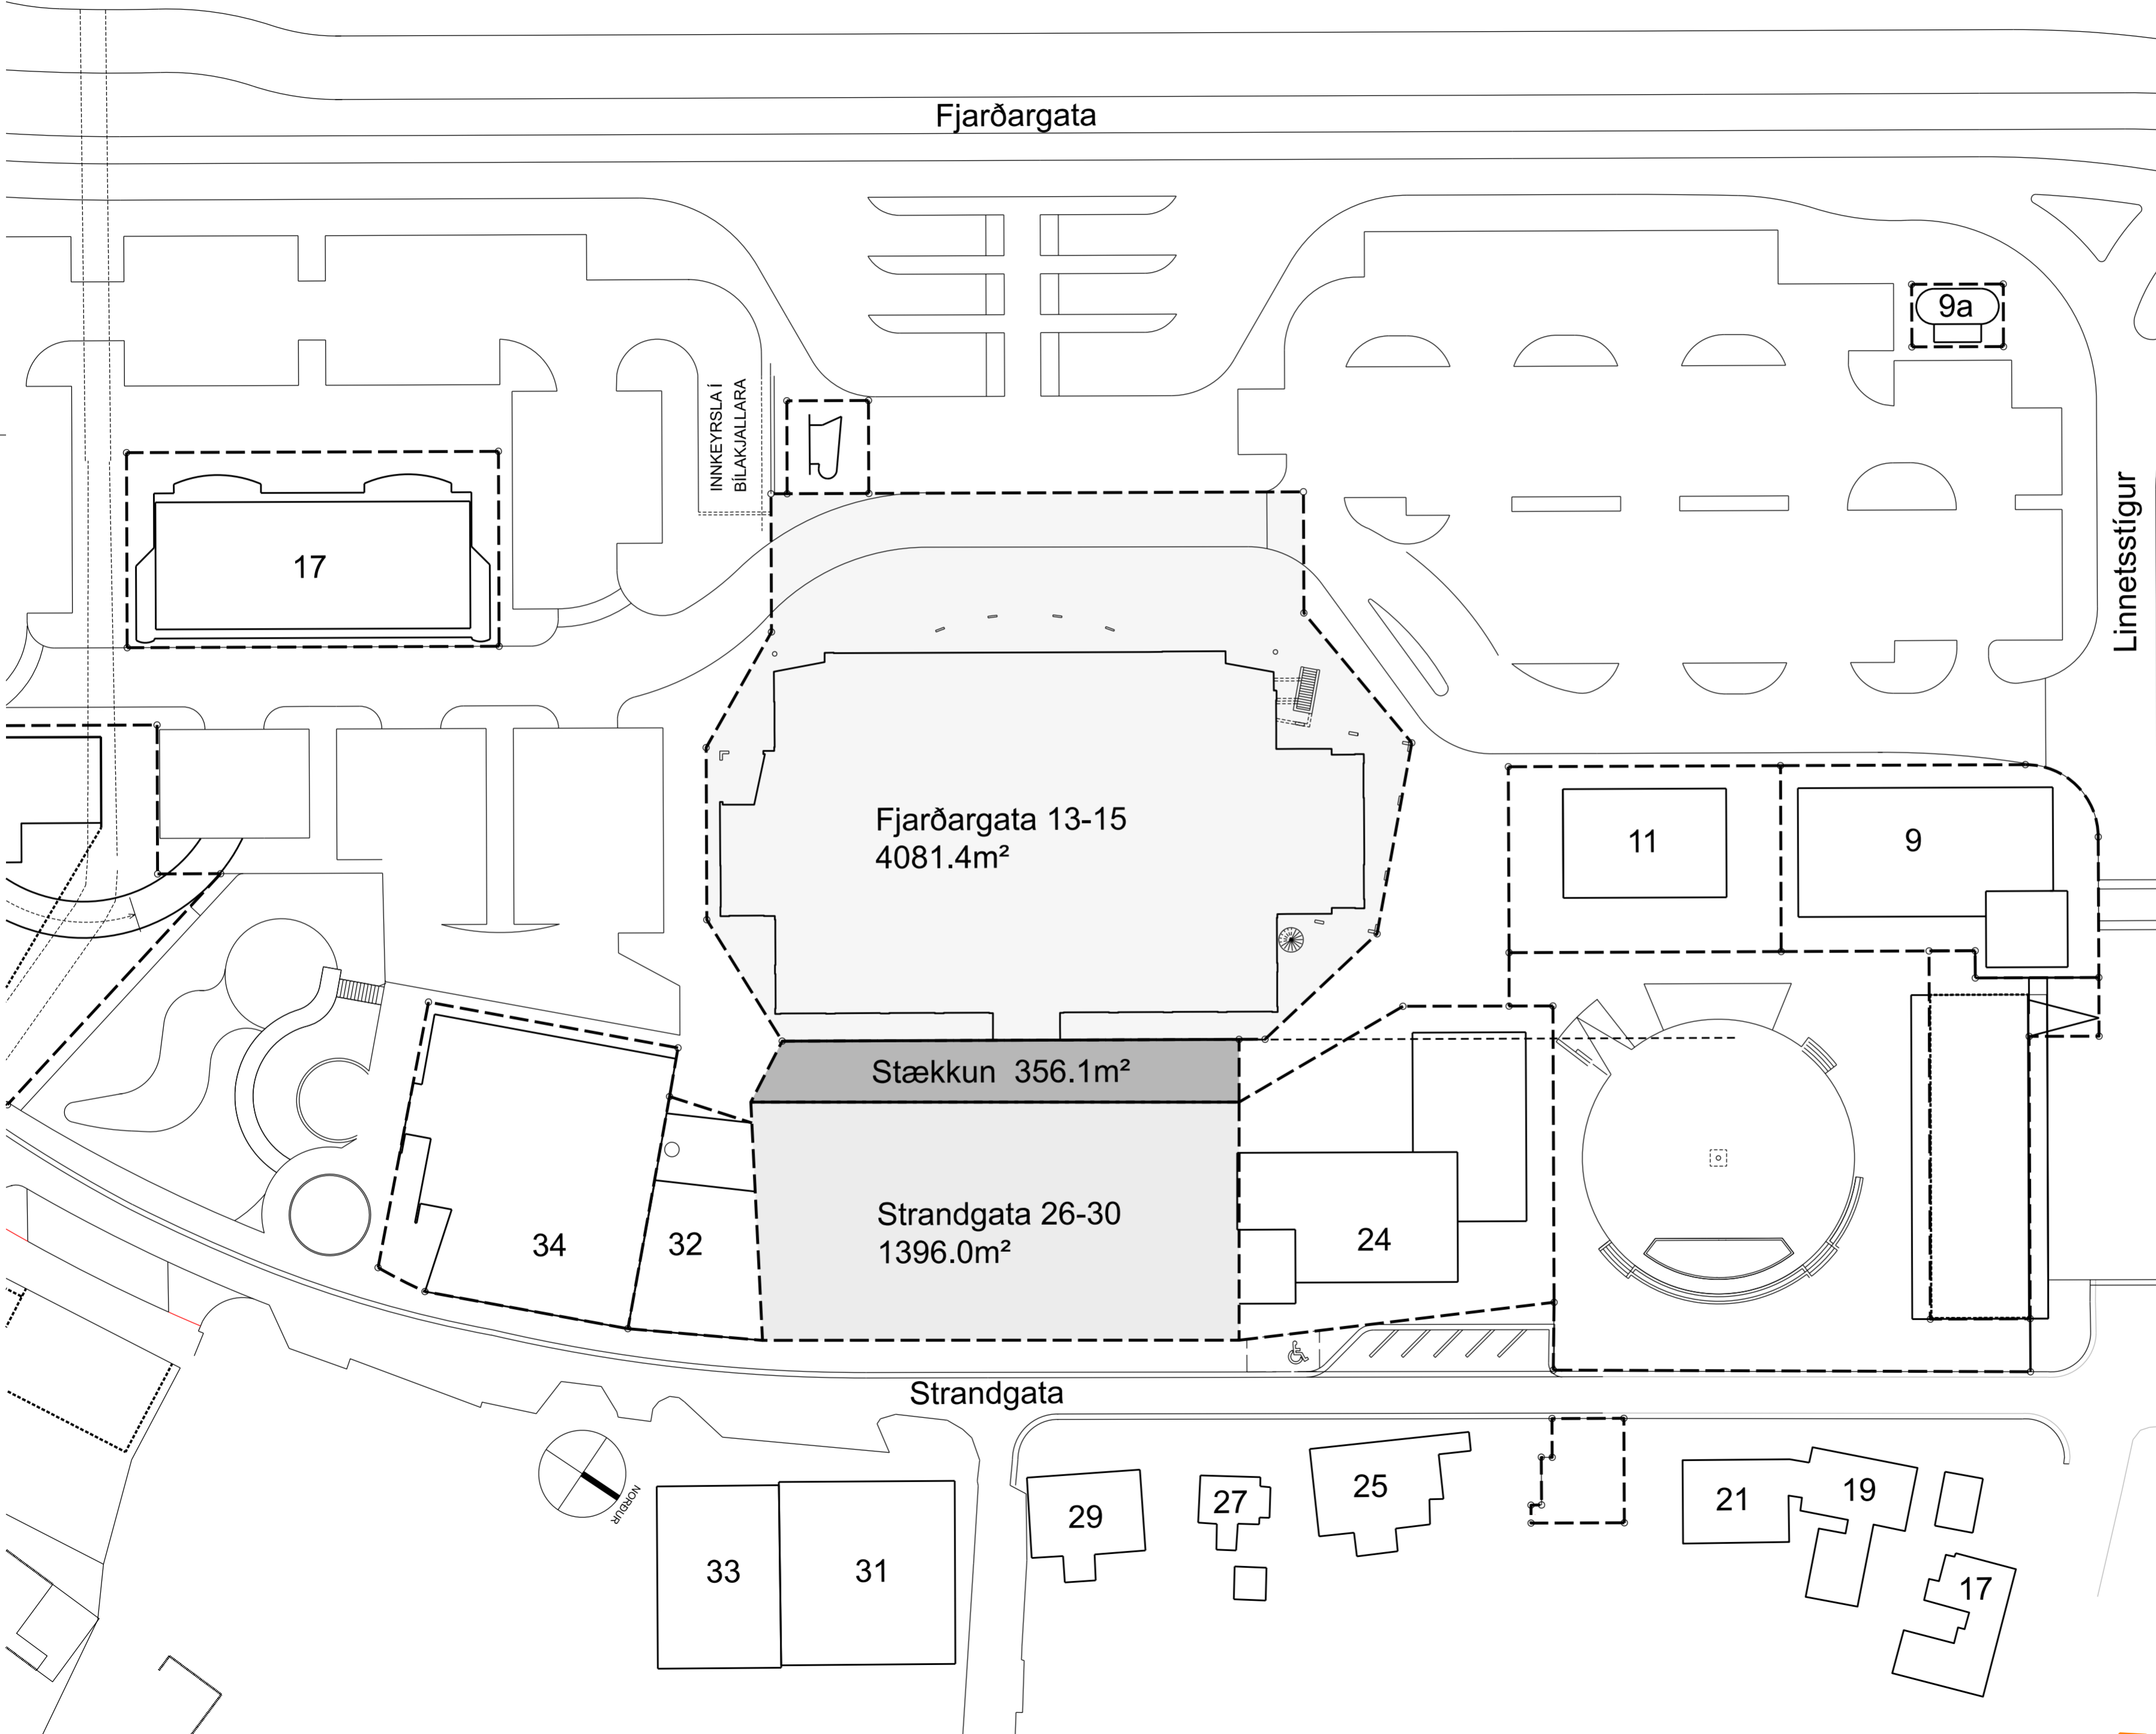 Fjarðargata
9a
INNKEYRSLA Í
BÍLAKJALLARA
Linnetsstígur
17
Fjarðargata 13-15
4081.4m²
11
9
Stækkun 356.1m²
Strandgata 26-30
1396.0m²
34
32
24
Strandgata
NORÐUR
33
31
29
27
25
21
19
17